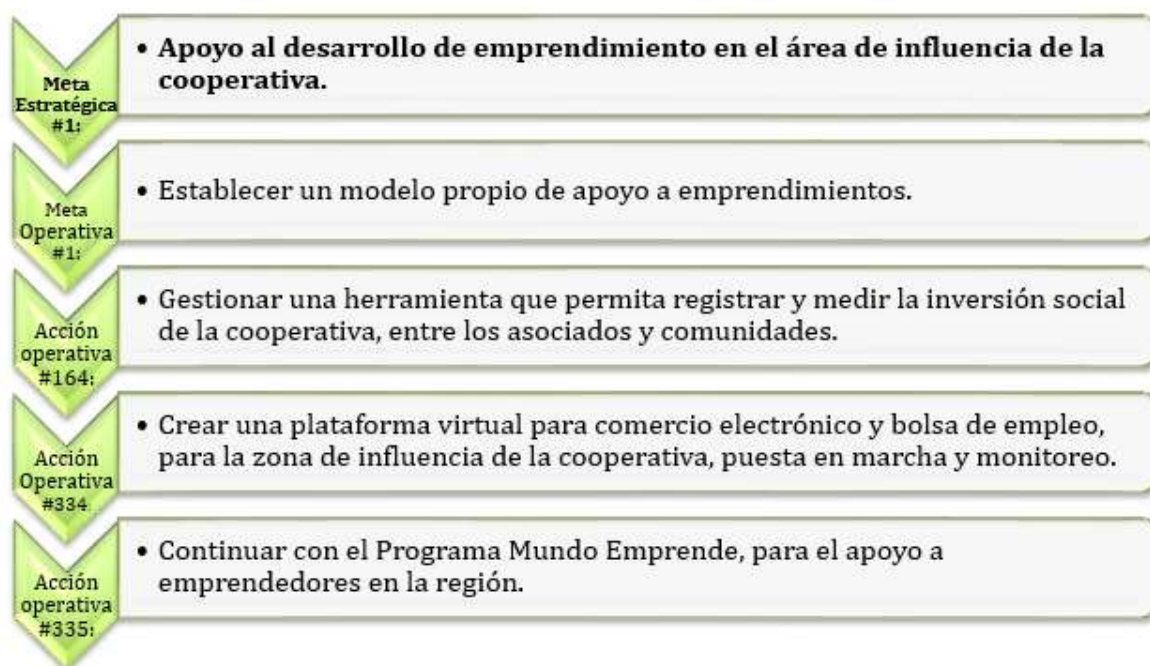 Meta
Estratégica
#1:
• Apoyo al desarrollo de emprendimiento en el área de influencia de la
cooperativa.
Meta
Operativa
#1:
• Establecer un modelo propio de apoyo a emprendimientos.
Acción
operativa
#164:
• Gestionar una herramienta que permita registrar y medir la inversión social
de la cooperativa, entre los asociados y comunidades.
Acción
Operativa
#334:
• Crear una plataforma virtual para comercio electrónico y bolsa de empleo,
para la zona de influencia de la cooperativa, puesta en marcha y monitoreo.
Acción
operativa
#335:
• Continuar con el Programa Mundo Emprende, para el apoyo a
emprendedores en la región.